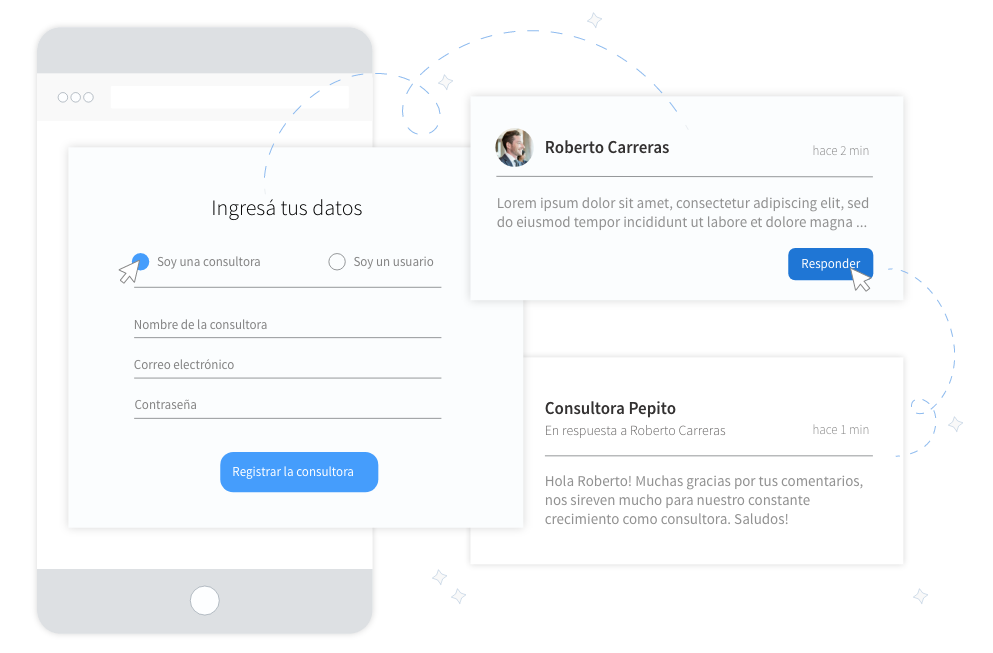 Ingresá tus datos
Soy una consultora
Soy un usuario
Nombre de la consultora
Correo electrónico
Contraseña
Registrar la consultora
Roberto Carreras
hace 2 min
Lorem ipsum dolor sit amet, consectetur adipiscing elit, sed
do eiusmod tempor incididunt ut labore et dolore magna ...
Responder
Consultora Pepito
En respuesta a Roberto Carreras
hace 1 min
Hola Roberto! Muchas gracias por tus comentarios,
nos sireven mucho para nuestro constante
crecimiento como consultora. Saludos!